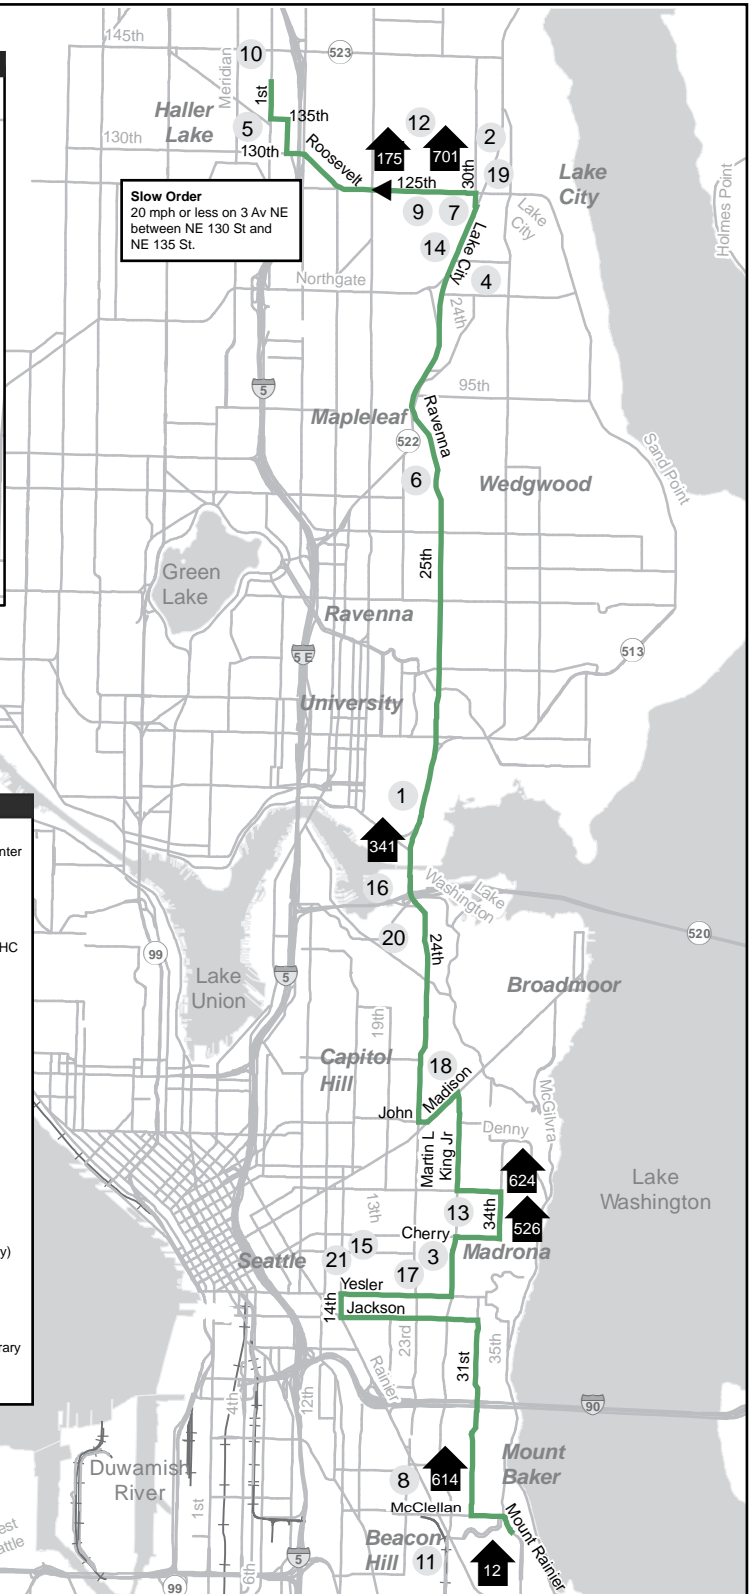 145th
10
523
Meridian
1st
Haller
Lake
135th
5
130th
130th
Roosevelt
12
2
175
701
30th
19
125th
Lake
City
Lake
City
Holmes Point
Slow Order
20 mph or less on 3 Av NE
between NE 130 St and
NE 135 St.
9
7
14
Lake City
4
Northgate
24th
5
95th
Mapleleaf
Ravenna
522
Sand Point
6
Wedgwood
25th
Green
Lake
Ravenna
513
5 E
University
1
341
16
Lake
Washington
nter
HC
20
24th
520
99
Lake
Union
5
Broadmoor
19th
Capitol
Hill
18
Madison
McGilvra
John
Denny
Martin L
King Jr
624
Lake
Washington
13th
13
34th
526
Cherry
Madrona
15
3
Seattle
21
17
y)
Yesler
14th
Jackson
rary
23rd
35th
Rainier
31st
4th
12th
90
Duwamish
River
Mount
Baker
8
614
1st
McClellan
Mount Rainier
est
attle
Beacon
Hill
11
5
6th
12
99